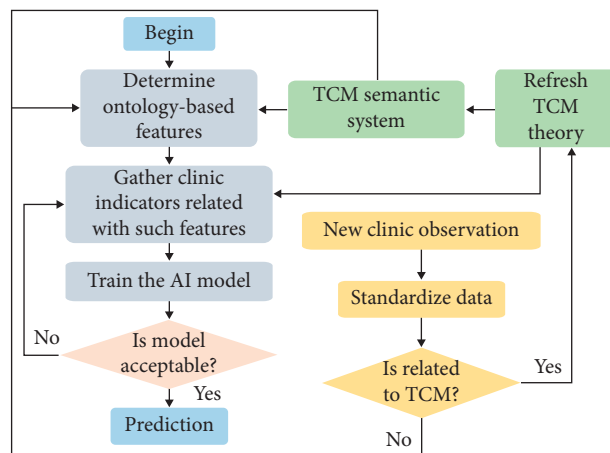 Begin
Determine
ontology-based
features
TCM semantic
system
Refresh
TCM
theory
Gather clinic
indicators related
with such features
New clinic observation
Train the AI model
Standardize data
No
Is model
acceptable?
Yes
Is related
to TCM?
Yes
Prediction
No